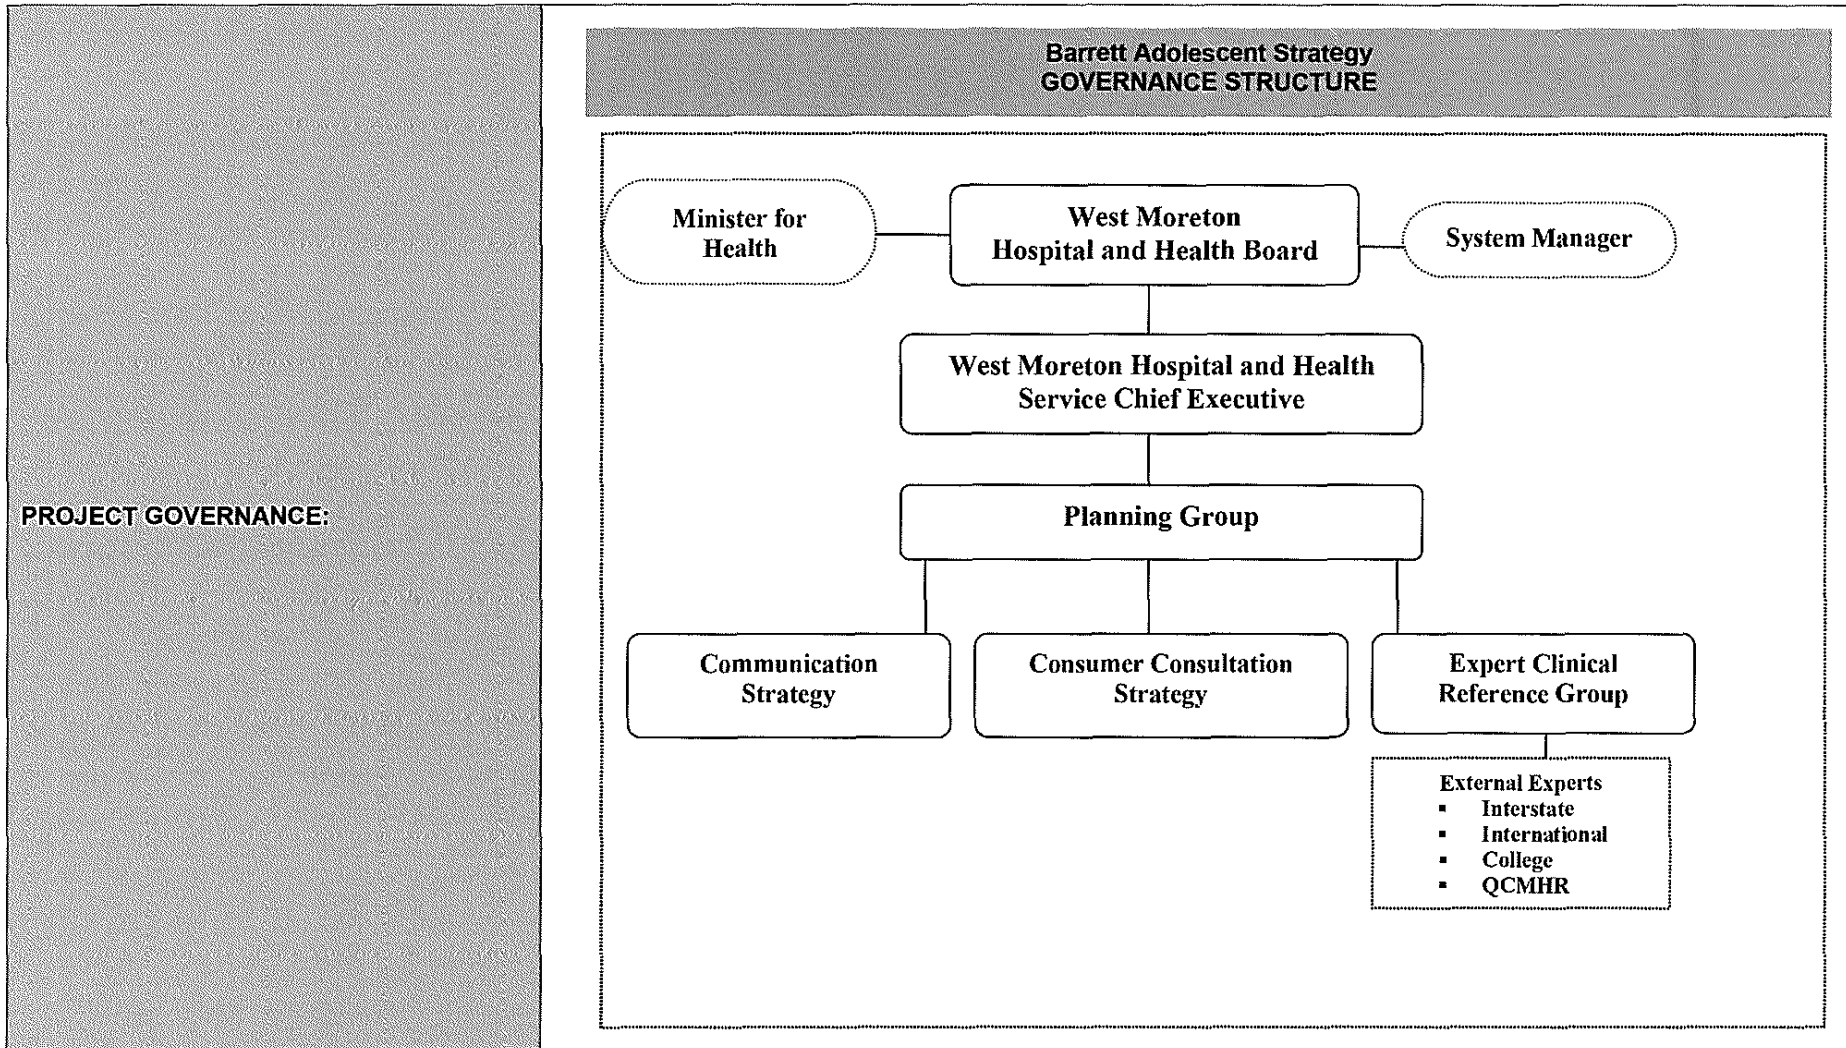 PROJECT GOVERNANCE:
Barrett Adolescent Strategy
GOVERNANCE STRUCTURE
Minister for
Health
West Moreton
Hospital and Health Board
System Manager
West Moreton Hospital and Health
Service Chief Executive
Planning Group
Communication
Strategy
Consumer Consultation
Strategy
Expert Clinical
Reference Group
External Experts
▪ Interstate
▪ International
▪ College
▪ QCMHR